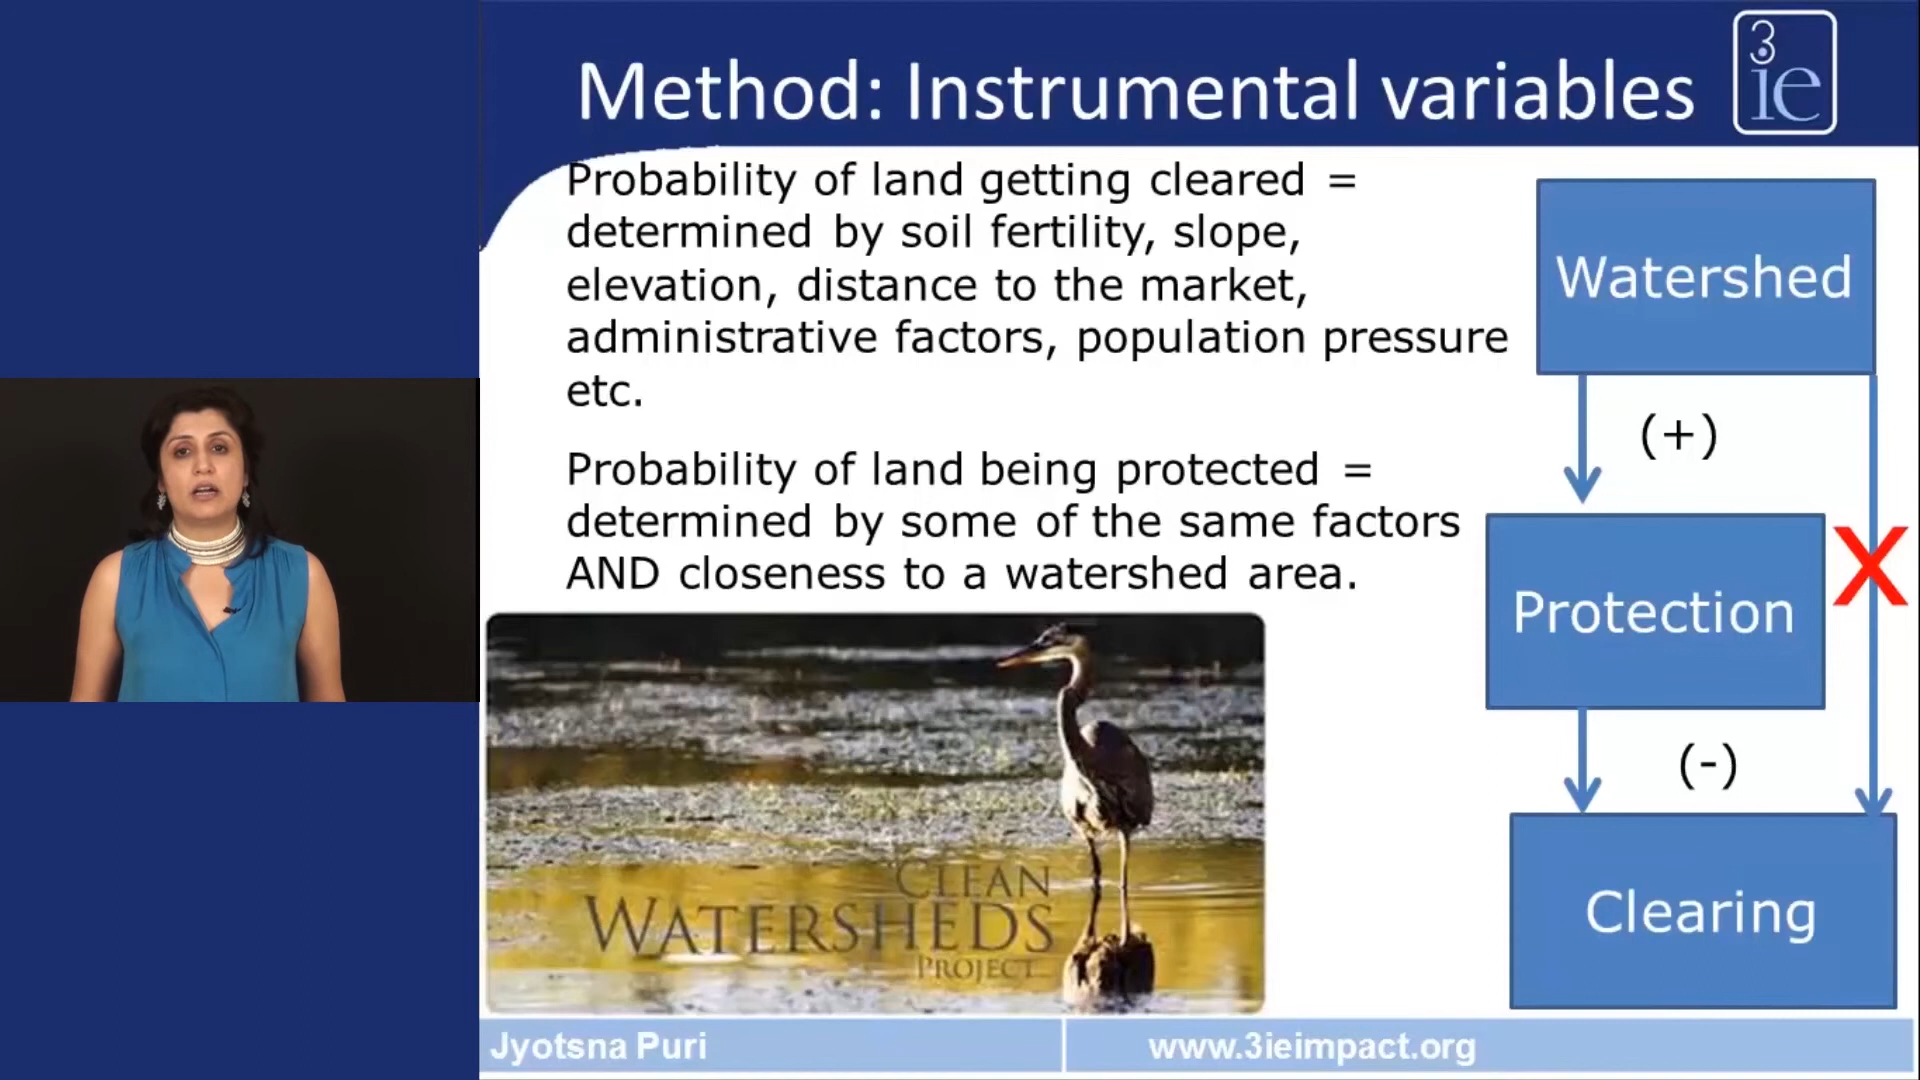 Method: Instrumental variables
3
ie
Probability of land getting cleared =
determined by soil fertility, slope,
elevation, distance to the market,
administrative factors, population pressure
etc.
Probability of land being protected =
determined by some of the same factors
AND closeness to a watershed area.
Watershed
(+)
X
Protection
(-)
Clearing
CLEAN
WATERSHEDS
PROJECT
Jyotsna Puri
www.3ieimpact.org